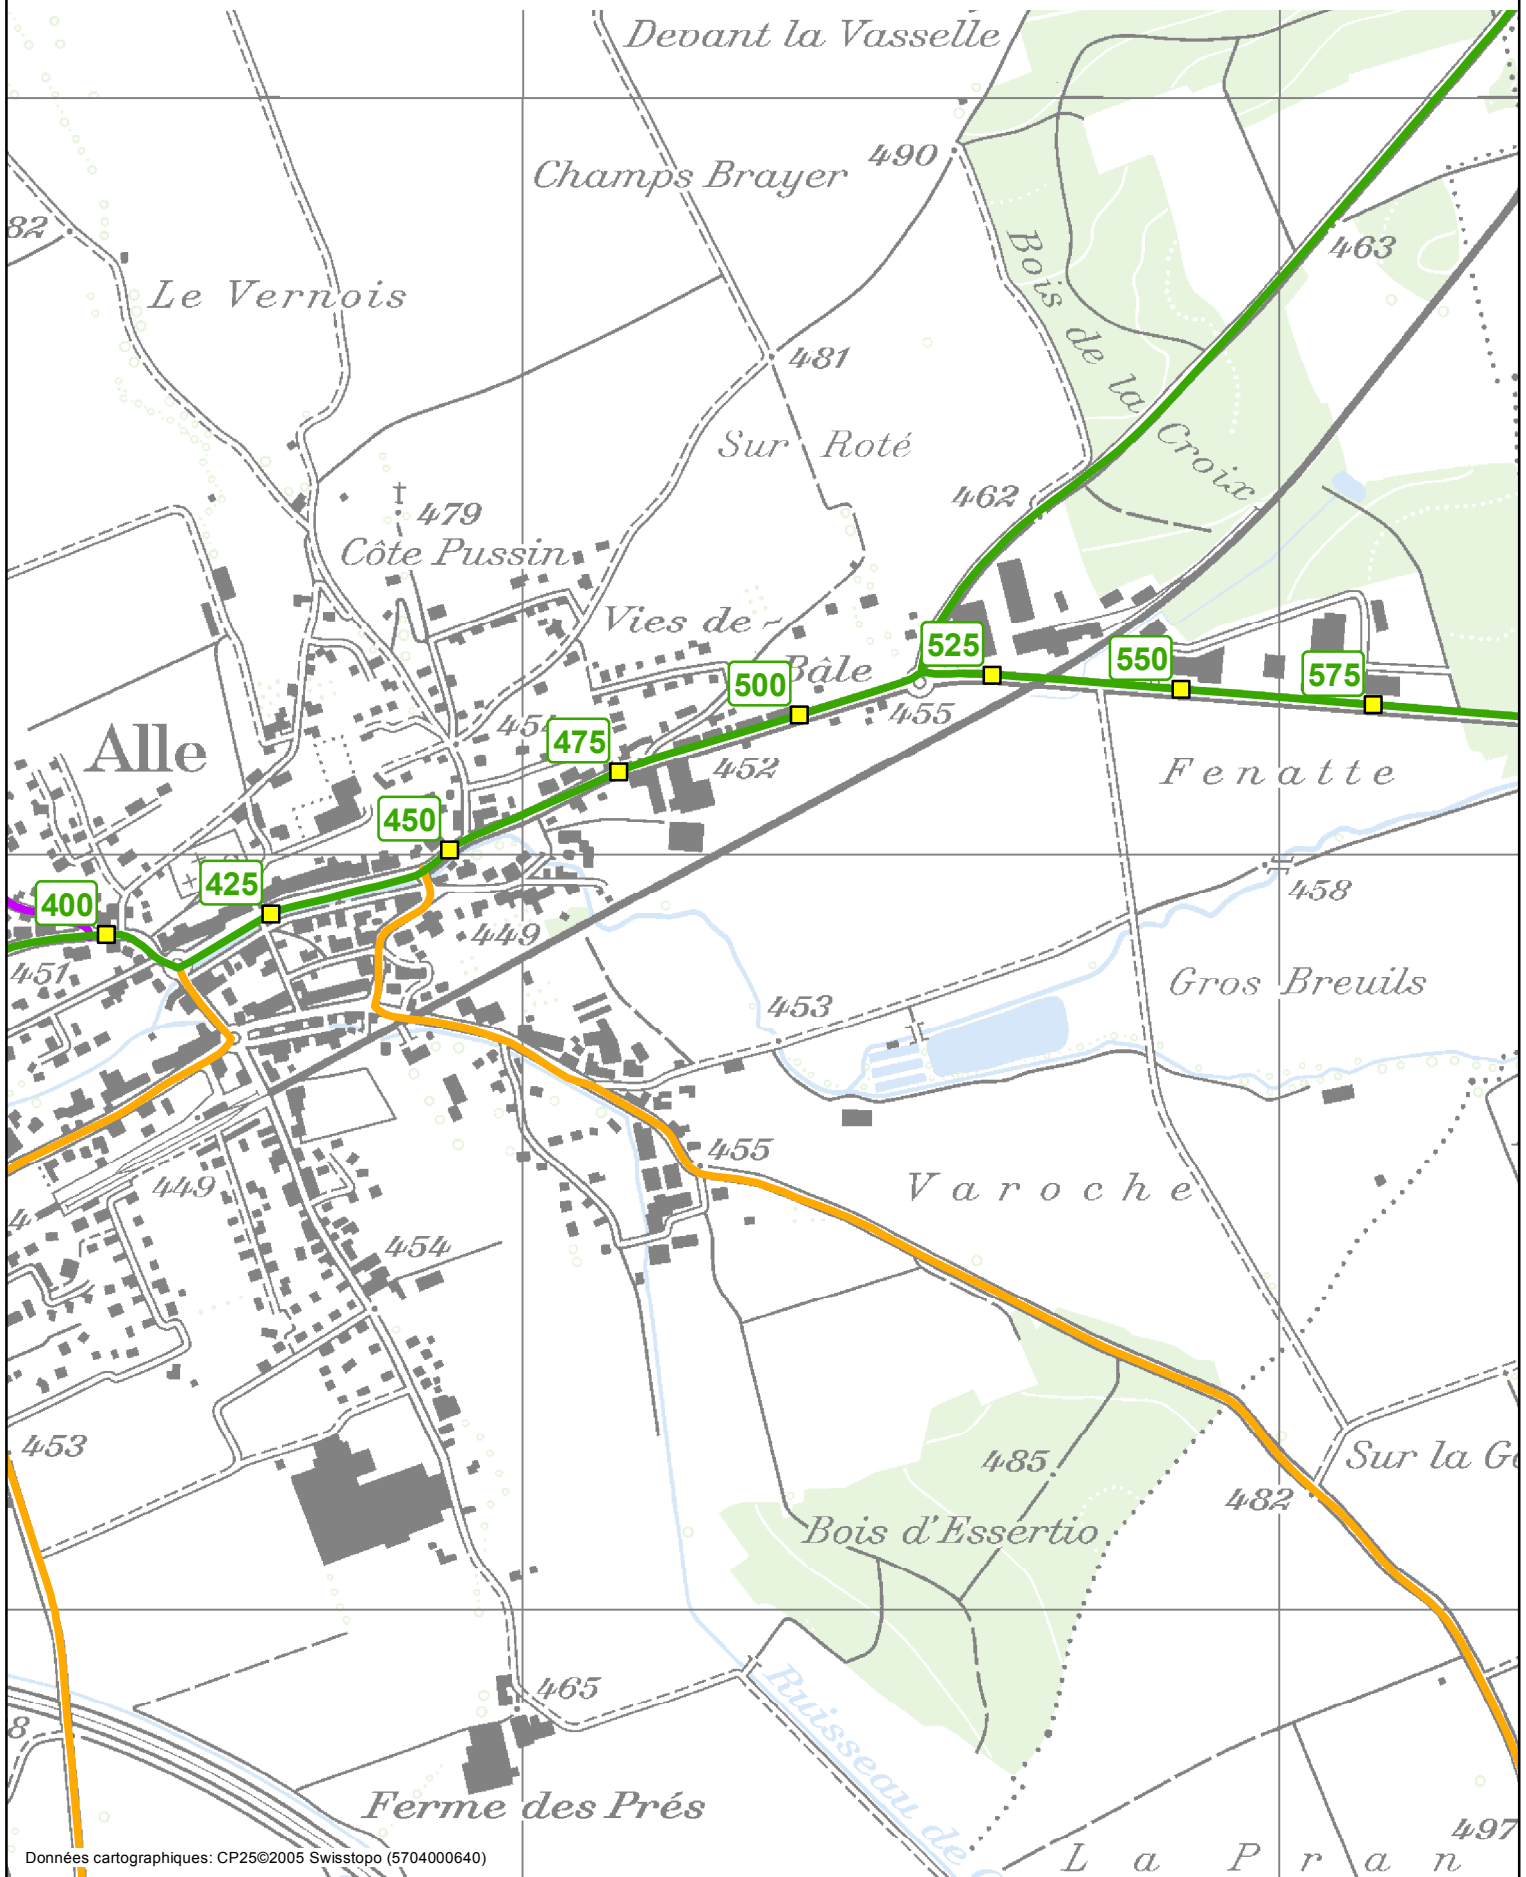 Devant la Vasselle
490
Champs Brayer
82
463
Le Vernois
Bois de la Croix
481
Sur Roté
462
479
Côte Pussin
Vies de -
Bâle
525
550
575
500
455
475
Alle
452
Fenatte
450
425
400
458
449
451
Gros Breuils
453
455
Varoche
449
4
454
453
485
Sur la G
482
Bois d'Essertio
465
Ruisseau de
8
Ferme des Prés
497
La Pran
Données cartographiques: CP25©2005 Swisstopo (5704000640)